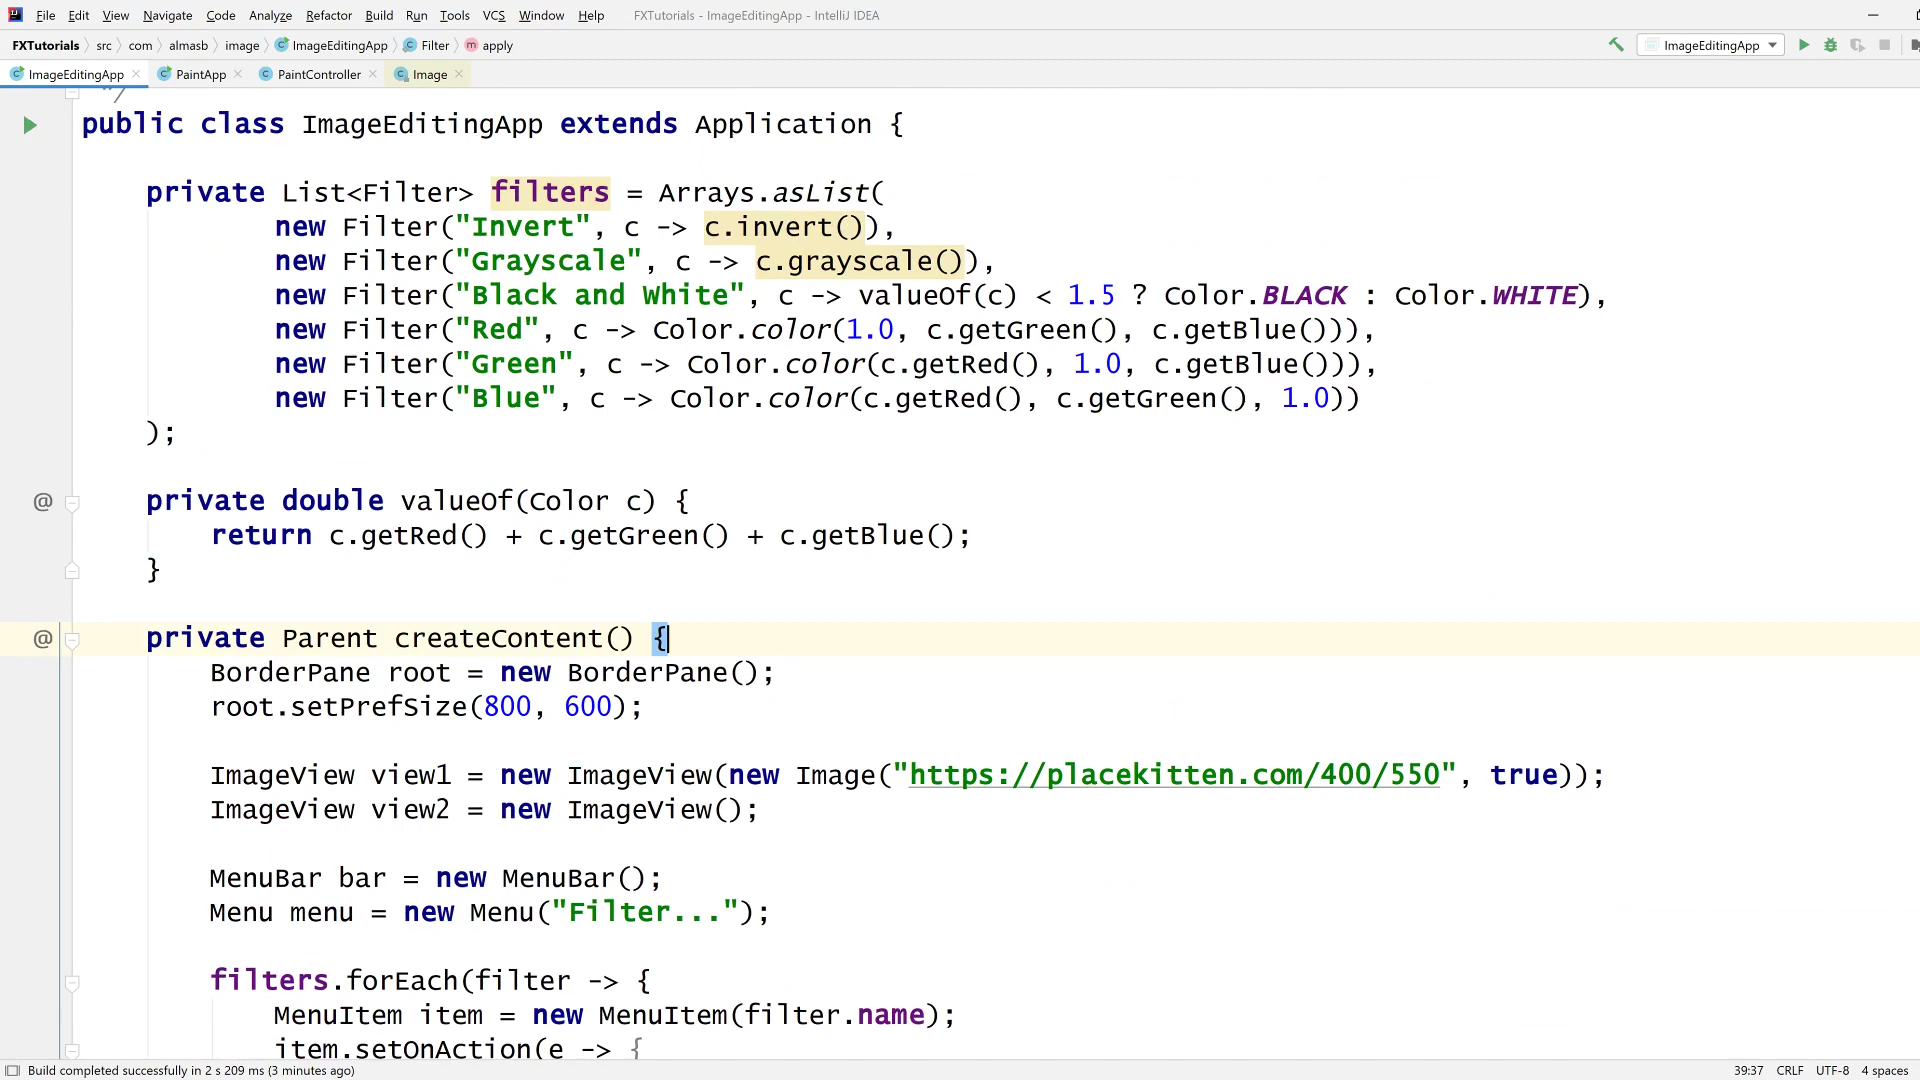 File Edit View Navigate Code Analyze Refactor Build Run Tools VCS Window Help FXTutorials - ImageEditingApp - IntelliJ IDEA
FXTutorials src com almasb image ImageEditingApp Filter apply ImageEditingApp
ImageEditingApp PaintApp PaintController Image
*/
public class ImageEditingApp extends Application {
private List<Filter> filters = Arrays.asList(
new Filter("Invert", c -> c.invert()),
new Filter("Grayscale", c -> c.grayscale()),
new Filter("Black and White", c -> valueOf(c) < 1.5 ? Color.BLACK : Color.WHITE),
new Filter("Red", c -> Color.color(1.0, c.getGreen(), c.getBlue())),
new Filter("Green", c -> Color.color(c.getRed(), 1.0, c.getBlue())),
new Filter("Blue", c -> Color.color(c.getRed(), c.getGreen(), 1.0))
);
@ private double valueOf(Color c) {
return c.getRed() + c.getGreen() + c.getBlue();
}
@ private Parent createContent() {
BorderPane root = new BorderPane();
root.setPrefSize(800, 600);
ImageView view1 = new ImageView(new Image("https://placekitten.com/400/550", true));
ImageView view2 = new ImageView();
MenuBar bar = new MenuBar();
Menu menu = new Menu("Filter...");
filters.forEach(filter -> {
MenuItem item = new MenuItem(filter.name);
item.setOnAction(e -> {
Build completed successfully in 2 s 209 ms (3 minutes ago) 39:37 CRLF UTF-8 4 spaces